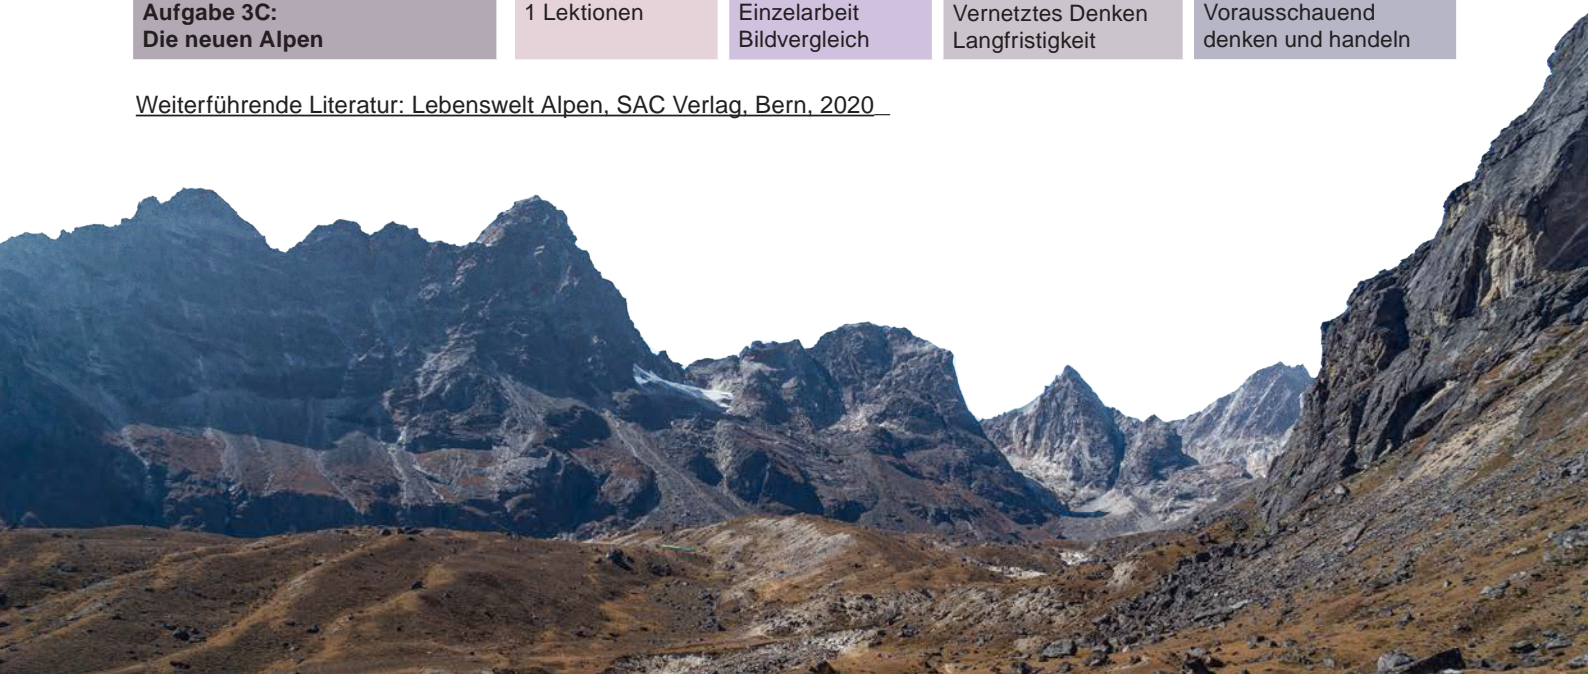 Aufgabe 3C:
Die neuen Alpen
1 Lektionen
Einzelarbeit
Bildvergleich
Vernetztes Denken
Langfristigkeit
Vorausschauend
denken und handeln
Weiterführende Literatur: Lebenswelt Alpen, SAC Verlag, Bern, 2020